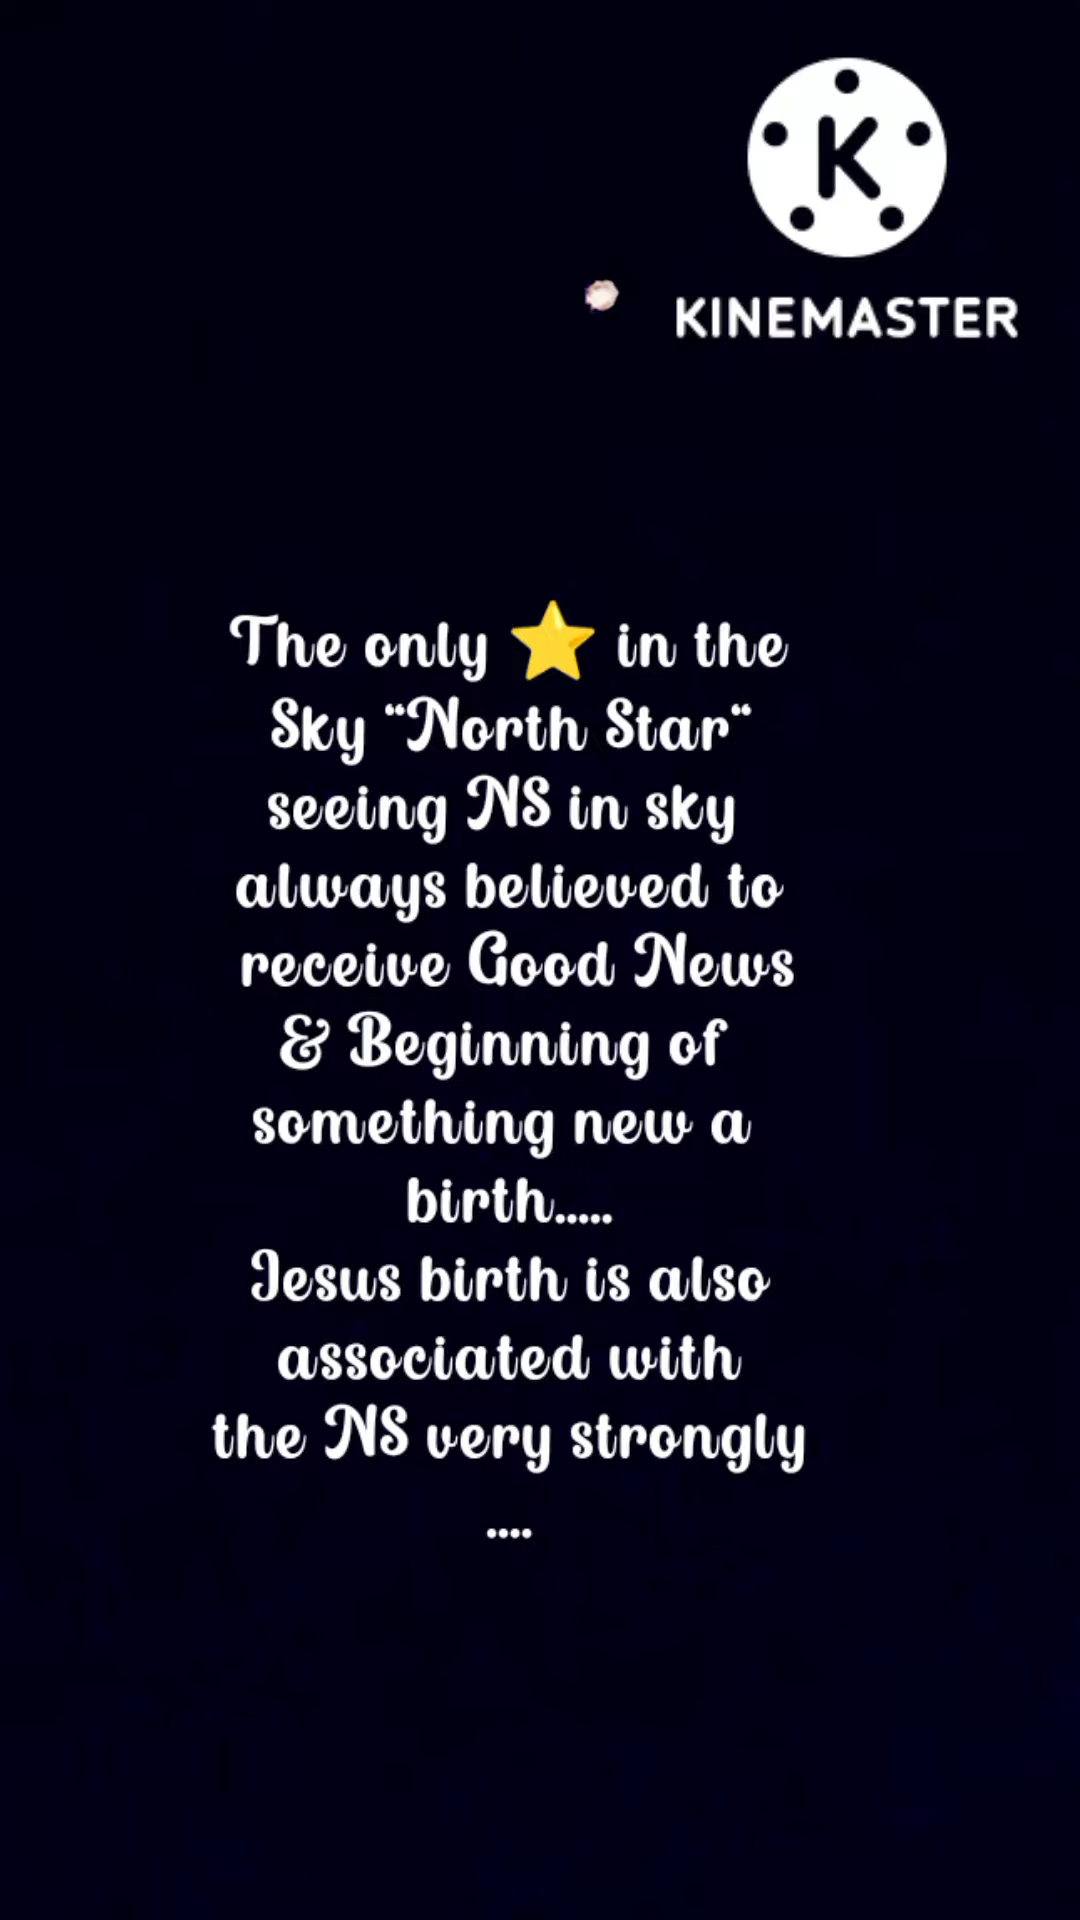 K
KINEMASTER
The only ⭐ in the
Sky "North Star"
seeing NS in sky
always believed to
receive Good News
& Beginning of
something new a
birth.....
Jesus birth is also
associated with
the NS very strongly
....